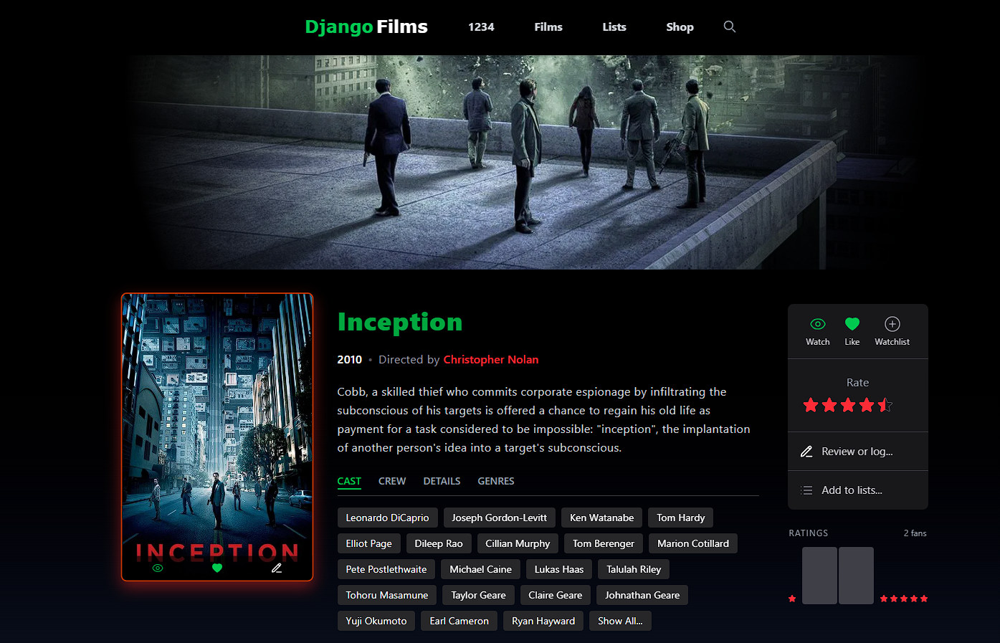 Django Films 1234 Films Lists Shop
Inception
2010 • Directed by Christopher Nolan
Cobb, a skilled thief who commits corporate espionage by infiltrating the
subconscious of his targets is offered a chance to regain his old life as
payment for a task considered to be impossible: "inception", the implantation
of another person's idea into a target's subconscious.
CAST CREW DETAILS GENRES
Leonardo DiCaprio Joseph Gordon-Levitt Ken Watanabe Tom Hardy
Elliot Page Dileep Rao Cillian Murphy Tom Berenger Marion Cotillard
Pete Postlethwaite Michael Caine Lukas Haas Talulah Riley
Tohoru Masamune Taylor Geare Claire Geare Johnathan Geare
Yuji Okumoto Earl Cameron Ryan Hayward Show All...
INCEPTION
Watch Like Watchlist
Rate
Review or log...
Add to lists...
RATINGS 2 fans